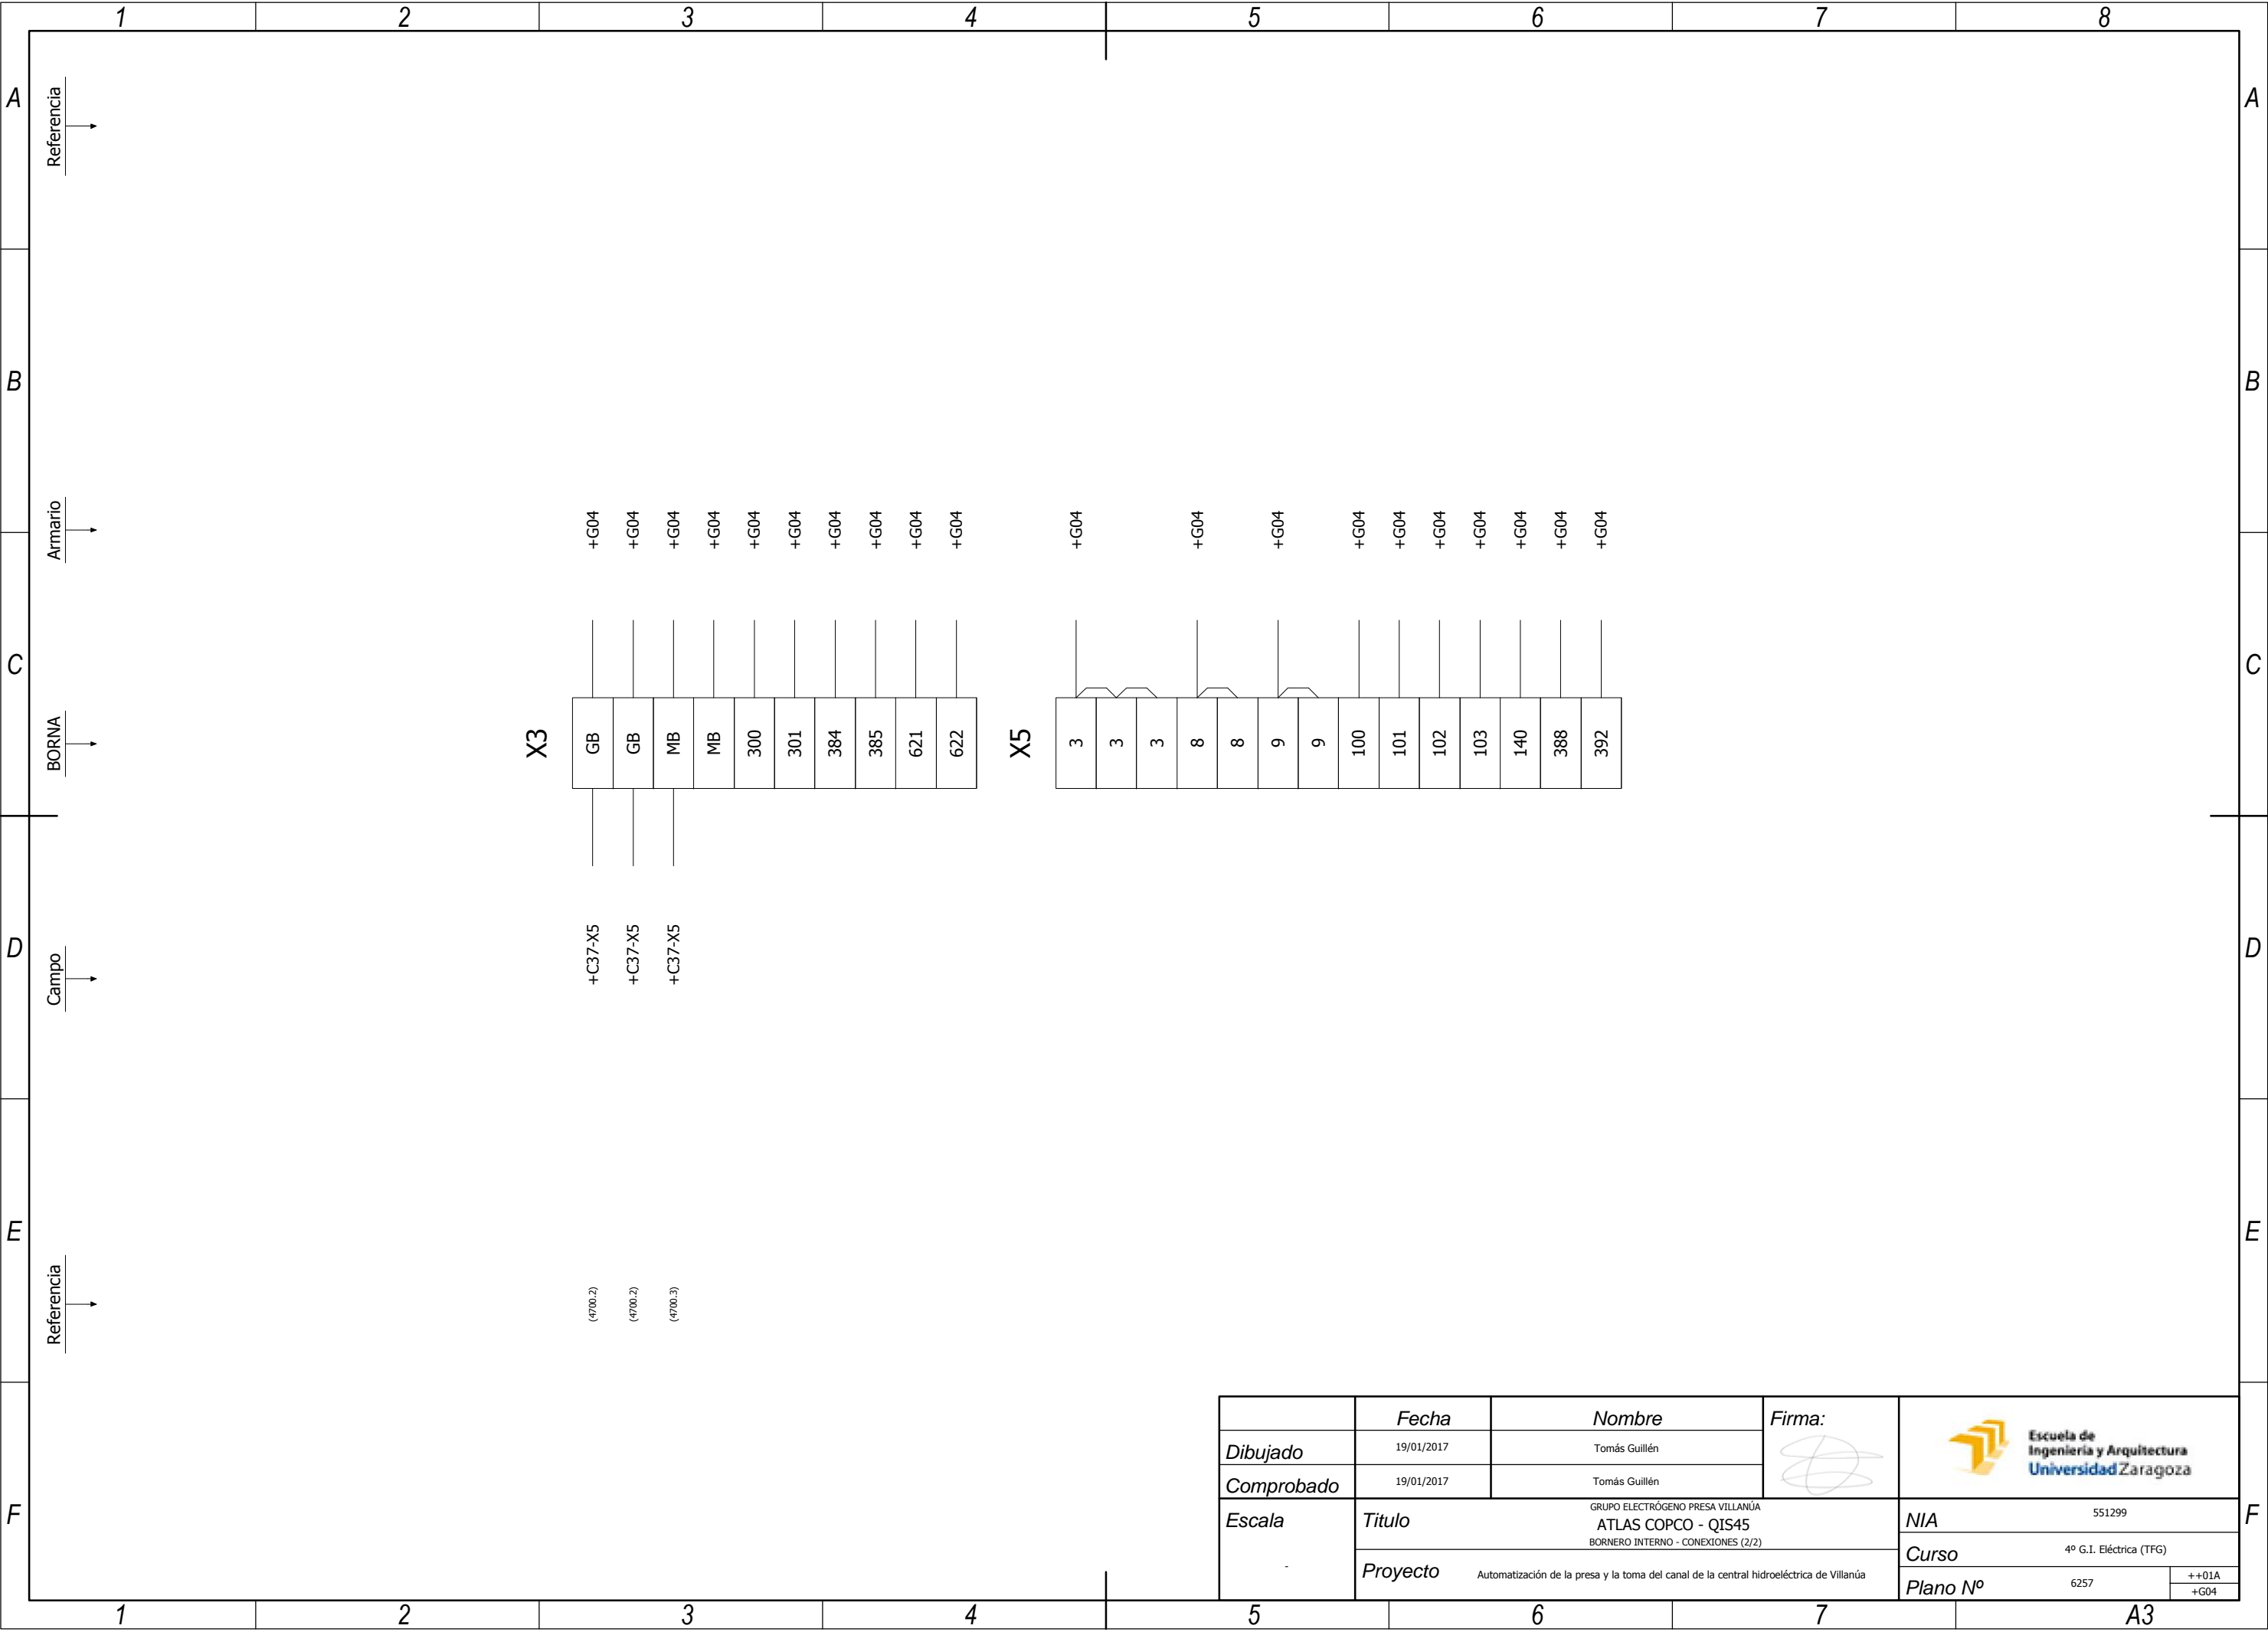 1 2 3 4 5 6 7 8
A A
Referencia
B B
Armario
+G04 +G04 +G04 +G04 +G04 +G04 +G04 +G04 +G04 +G04 +G04 +G04 +G04 +G04 +G04 +G04 +G04 +G04 +G04 +G04
C C
BORNA
X3 GB GB MB MB 300 301 384 385 621 622
X5 3 3 3 8 8 9 9 100 101 102 103 140 388 392
D D
Campo
+C37-X5 +C37-X5 +C37-X5
E E
Referencia
(4700.2) (4700.2) (4700.3)
F F
Fecha Nombre Firma:
Dibujado 19/01/2017 Tomás Guillén
Comprobado 19/01/2017 Tomás Guillén
Escuela de
Ingeniería y Arquitectura
Universidad Zaragoza
Escala -
Titulo
GRUPO ELECTRÓGENO PRESA VILLANÚA
ATLAS COPCO - QIS45
BORNERO INTERNO - CONEXIONES (2/2)
Proyecto Automatización de la presa y la toma del canal de la central hidroeléctrica de Villanúa
NIA 551299
Curso 4º G.I. Eléctrica (TFG)
Plano Nº 6257
++01A
+G04
1 2 3 4 5 6 7 A3